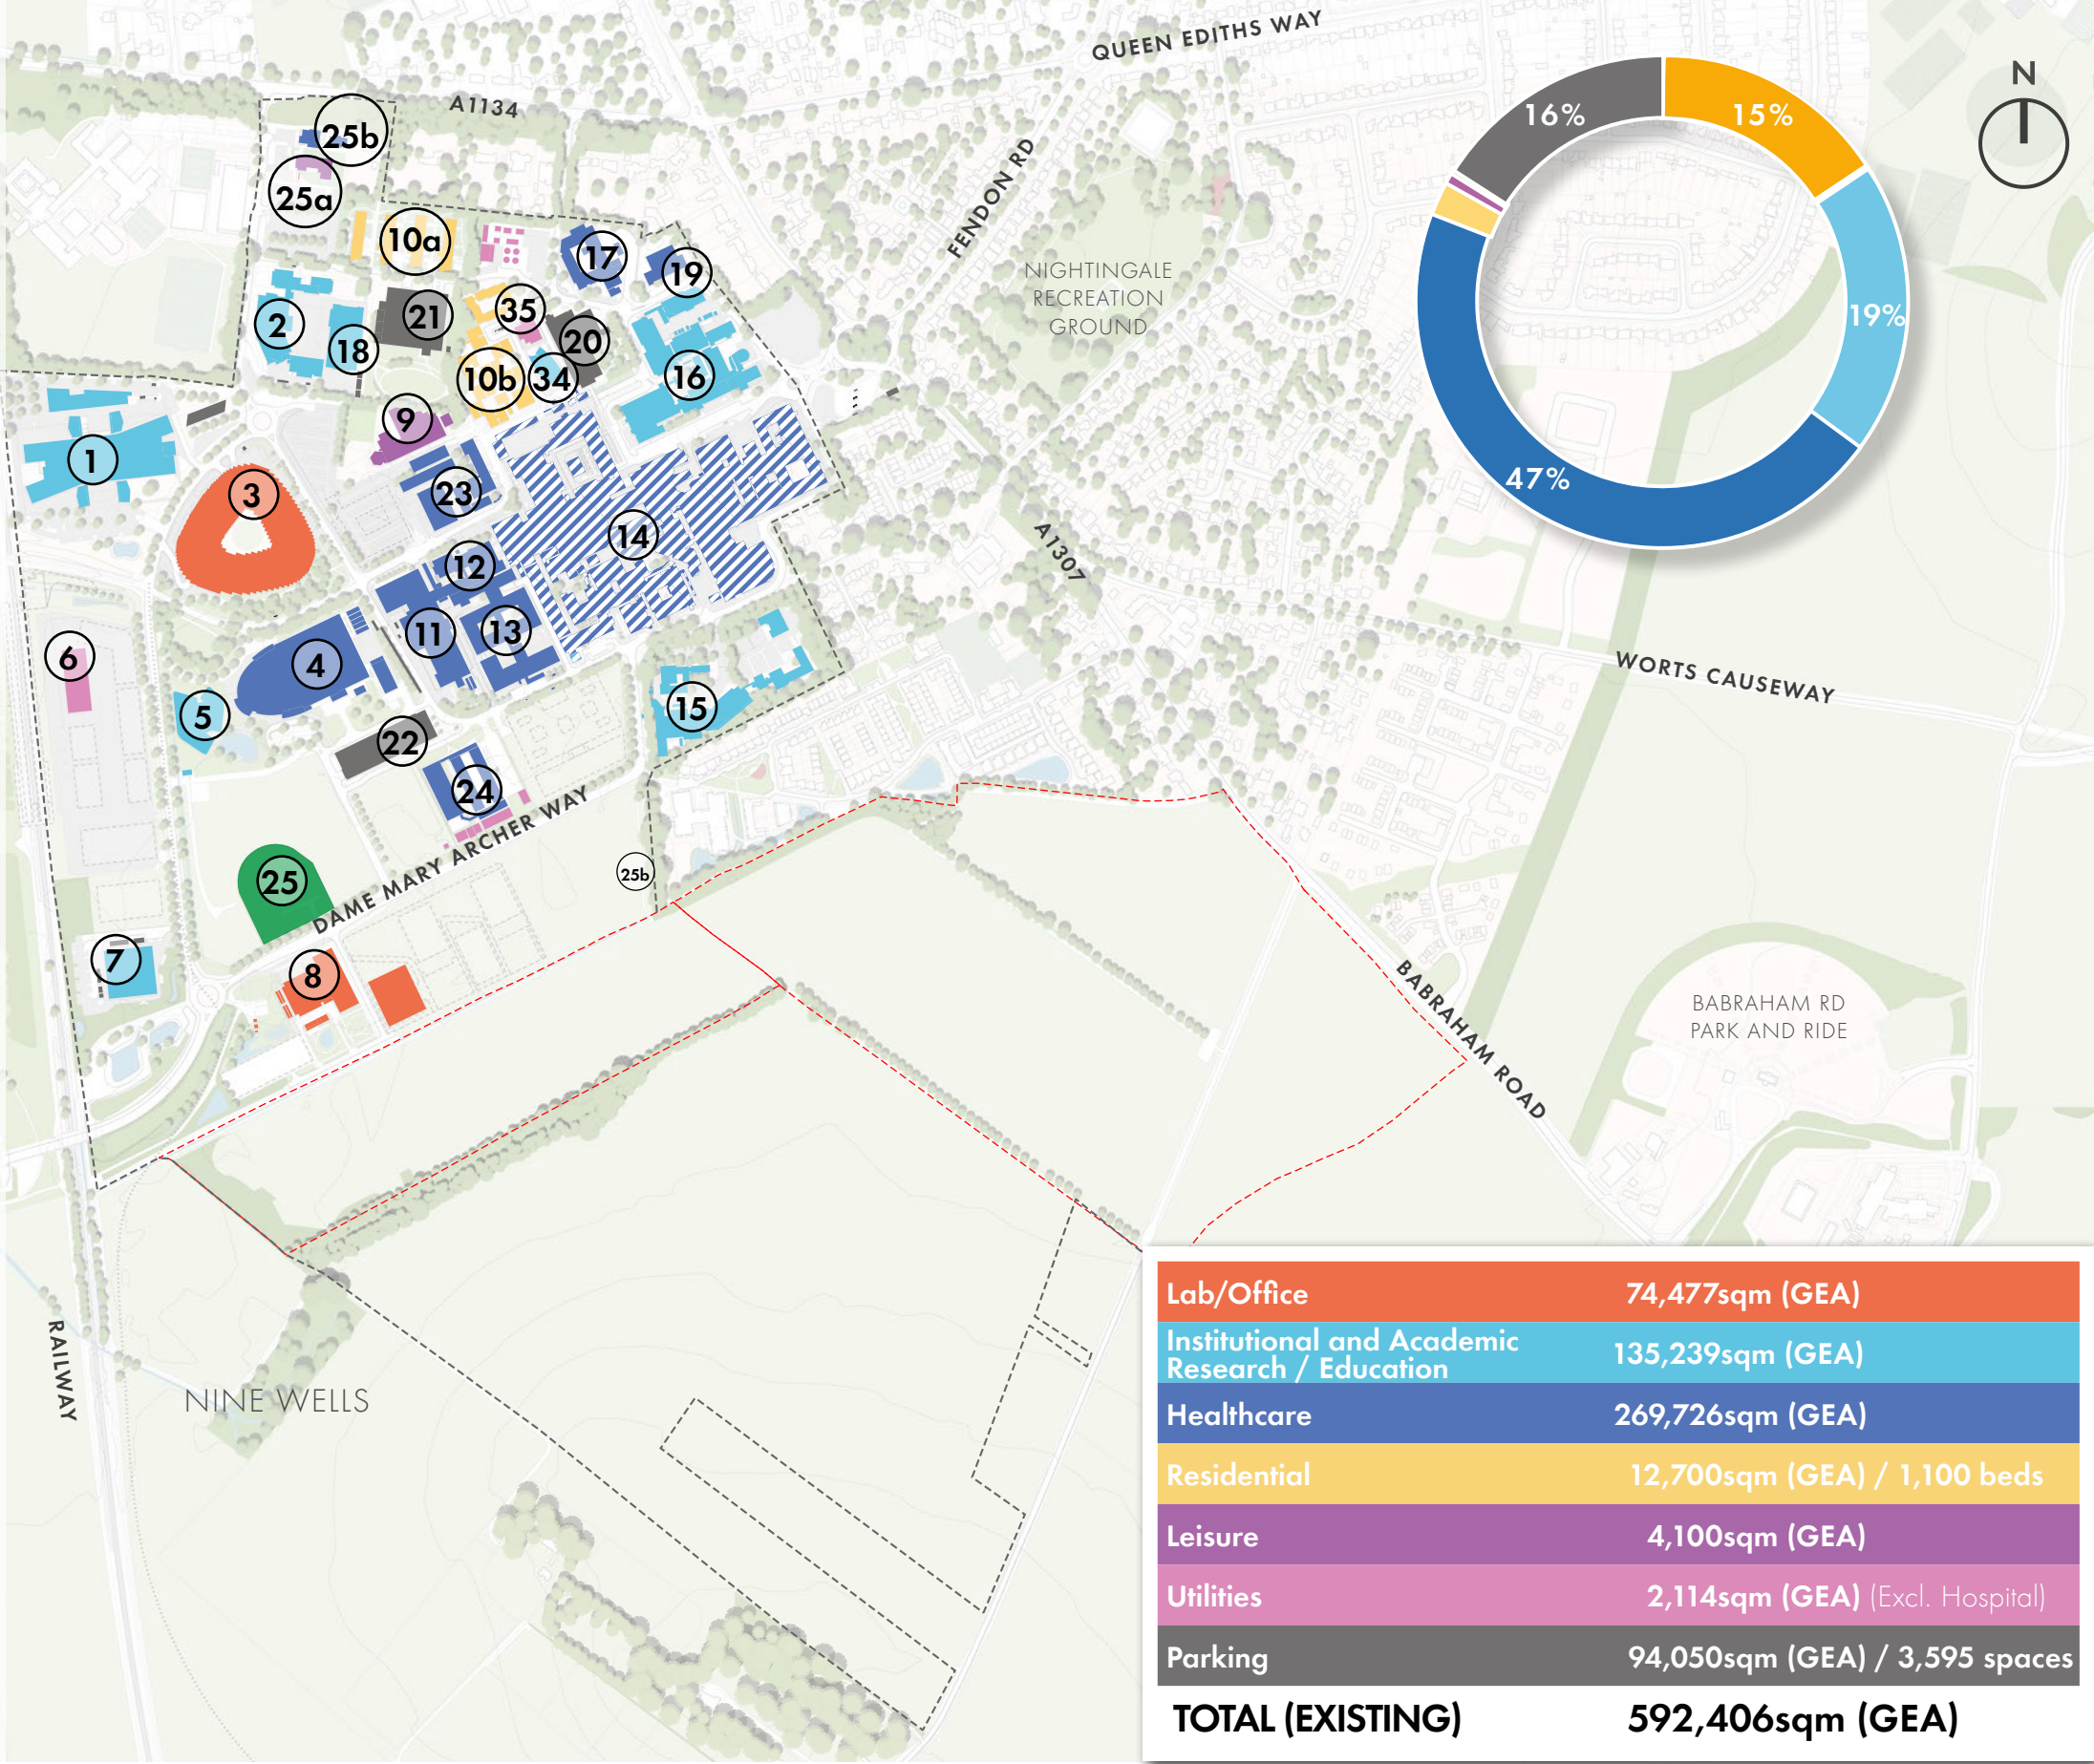 QUEEN EDITHS WAY
N
A1134
16%
15%
25b
25a
FENDON RD
10a
17
19
NIGHTINGALE
RECREATION
GROUND
35
21
2
20
19%
18
10b
34
16
9
1
3
23
47%
14
A1307
12
11
13
6
4
WORTS CAUSEWAY
5
15
22
24
DAME MARY ARCHER WAY
25b
25
7
8
BABRAHAM ROAD
BABRAHAM RD
PARK AND RIDE
RAILWAY
NINE WELLS
Lab/Office 74,477sqm (GEA)
Institutional and Academic
Research / Education 135,239sqm (GEA)
Healthcare 269,726sqm (GEA)
Residential 12,700sqm (GEA) / 1,100 beds
Leisure 4,100sqm (GEA)
Utilities 2,114sqm (GEA) (Excl. Hospital)
Parking 94,050sqm (GEA) / 3,595 spaces
TOTAL (EXISTING) 592,406sqm (GEA)